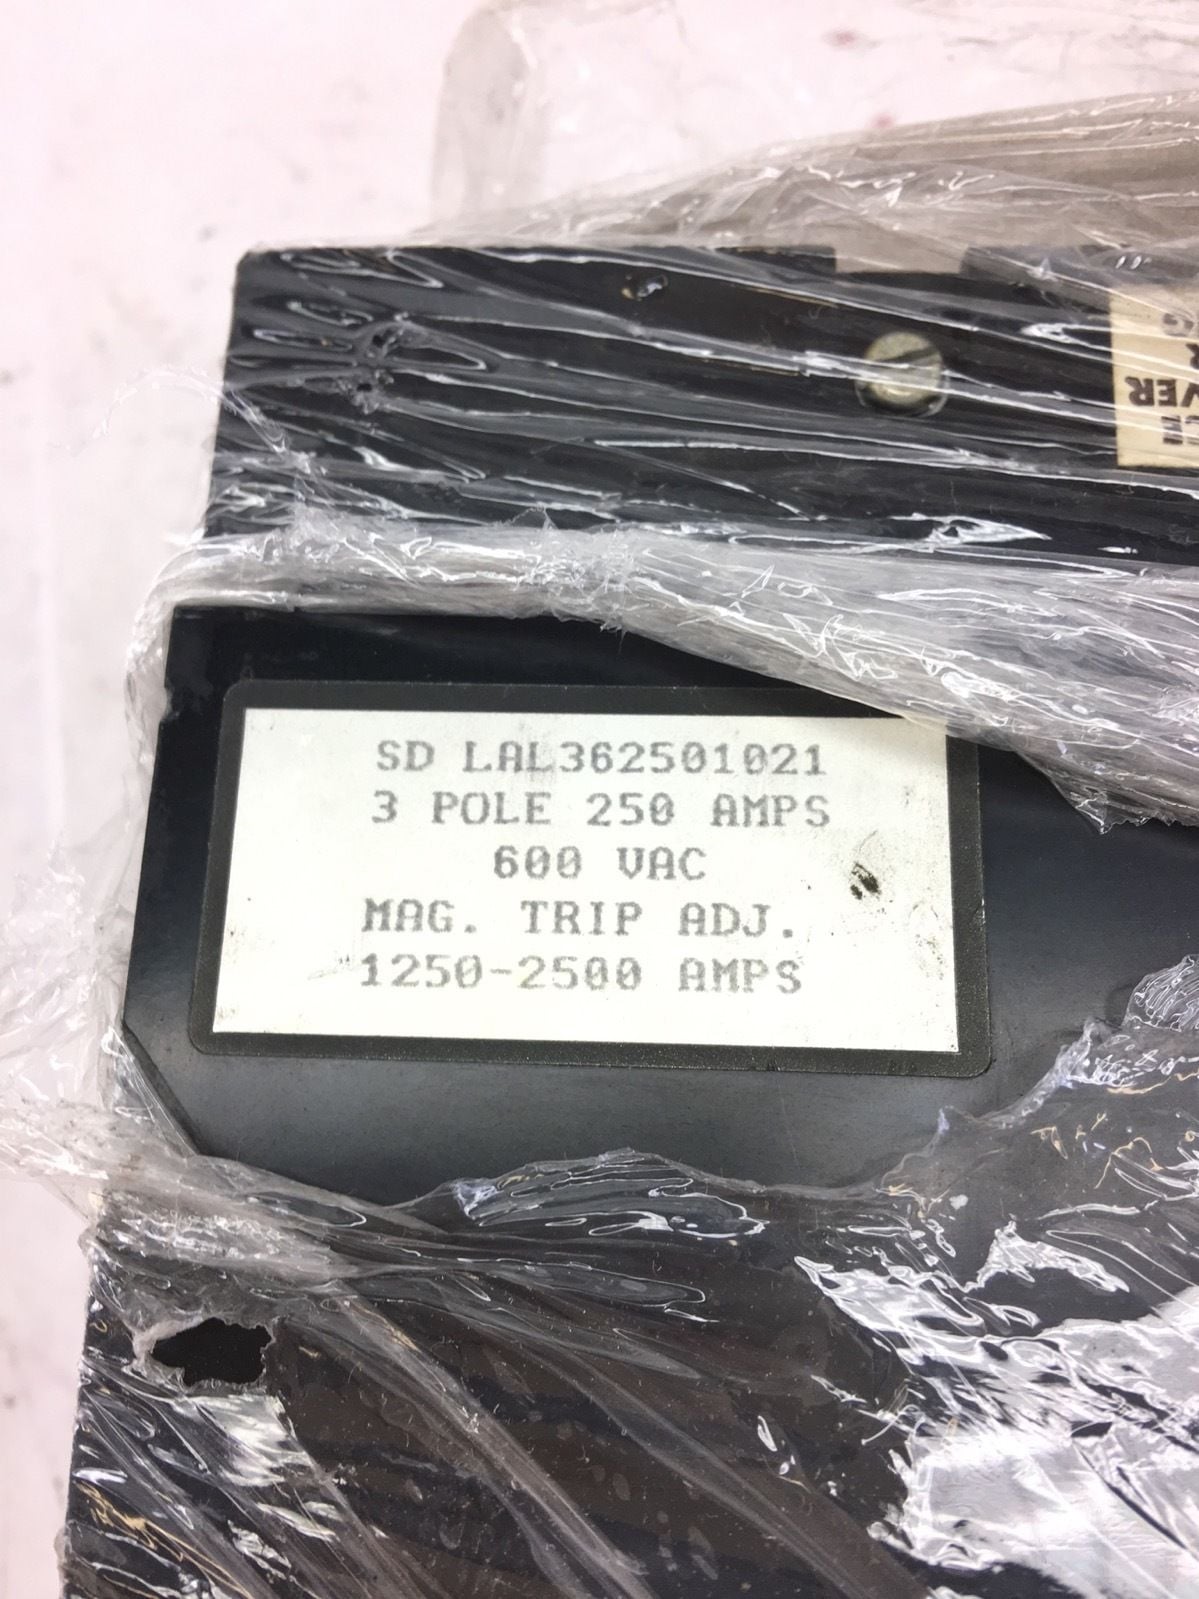 SD LAL362501021
3 POLE 250 AMPS
600 VAC
MAG. TRIP ADJ.
1250-2500 AMPS